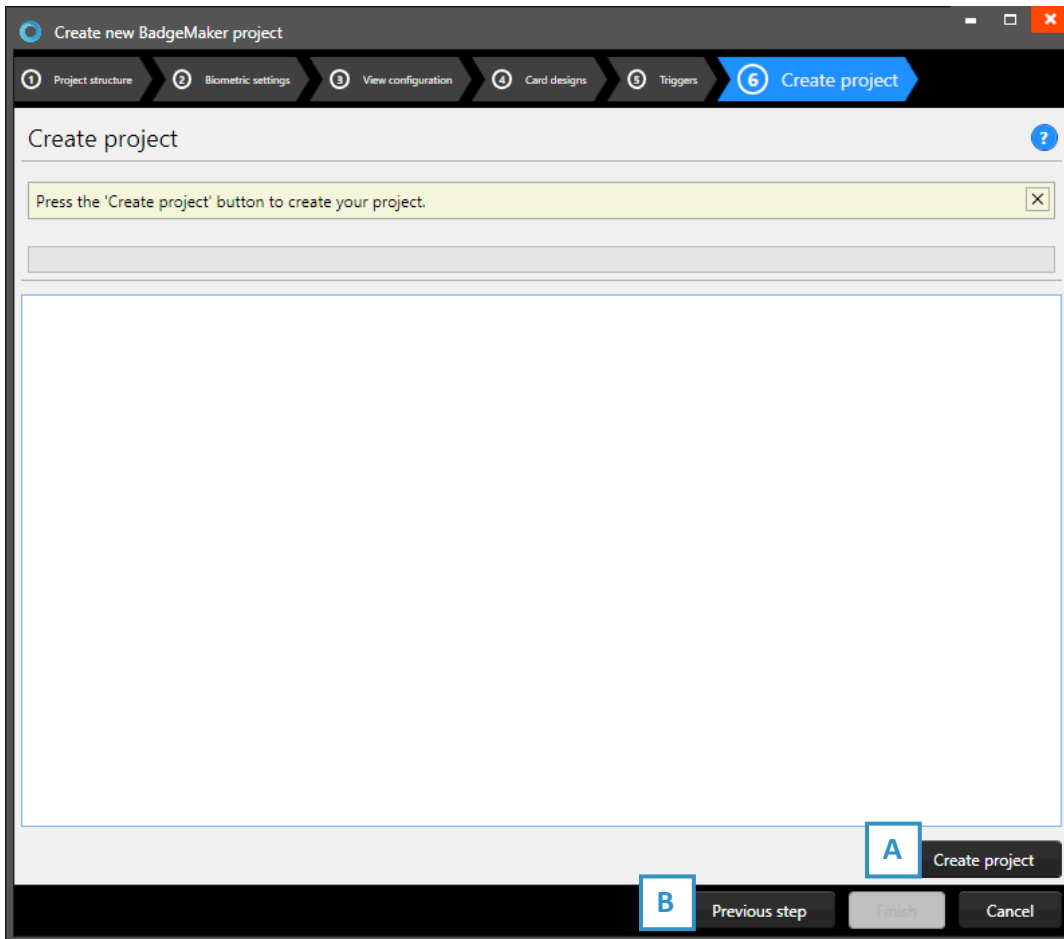 Create new BadgeMaker project
1 Project structure 2 Biometric settings 3 View configuration 4 Card designs 5 Triggers 6 Create project
Create project ?
Press the 'Create project' button to create your project.
A Create project
B Previous step Finish Cancel